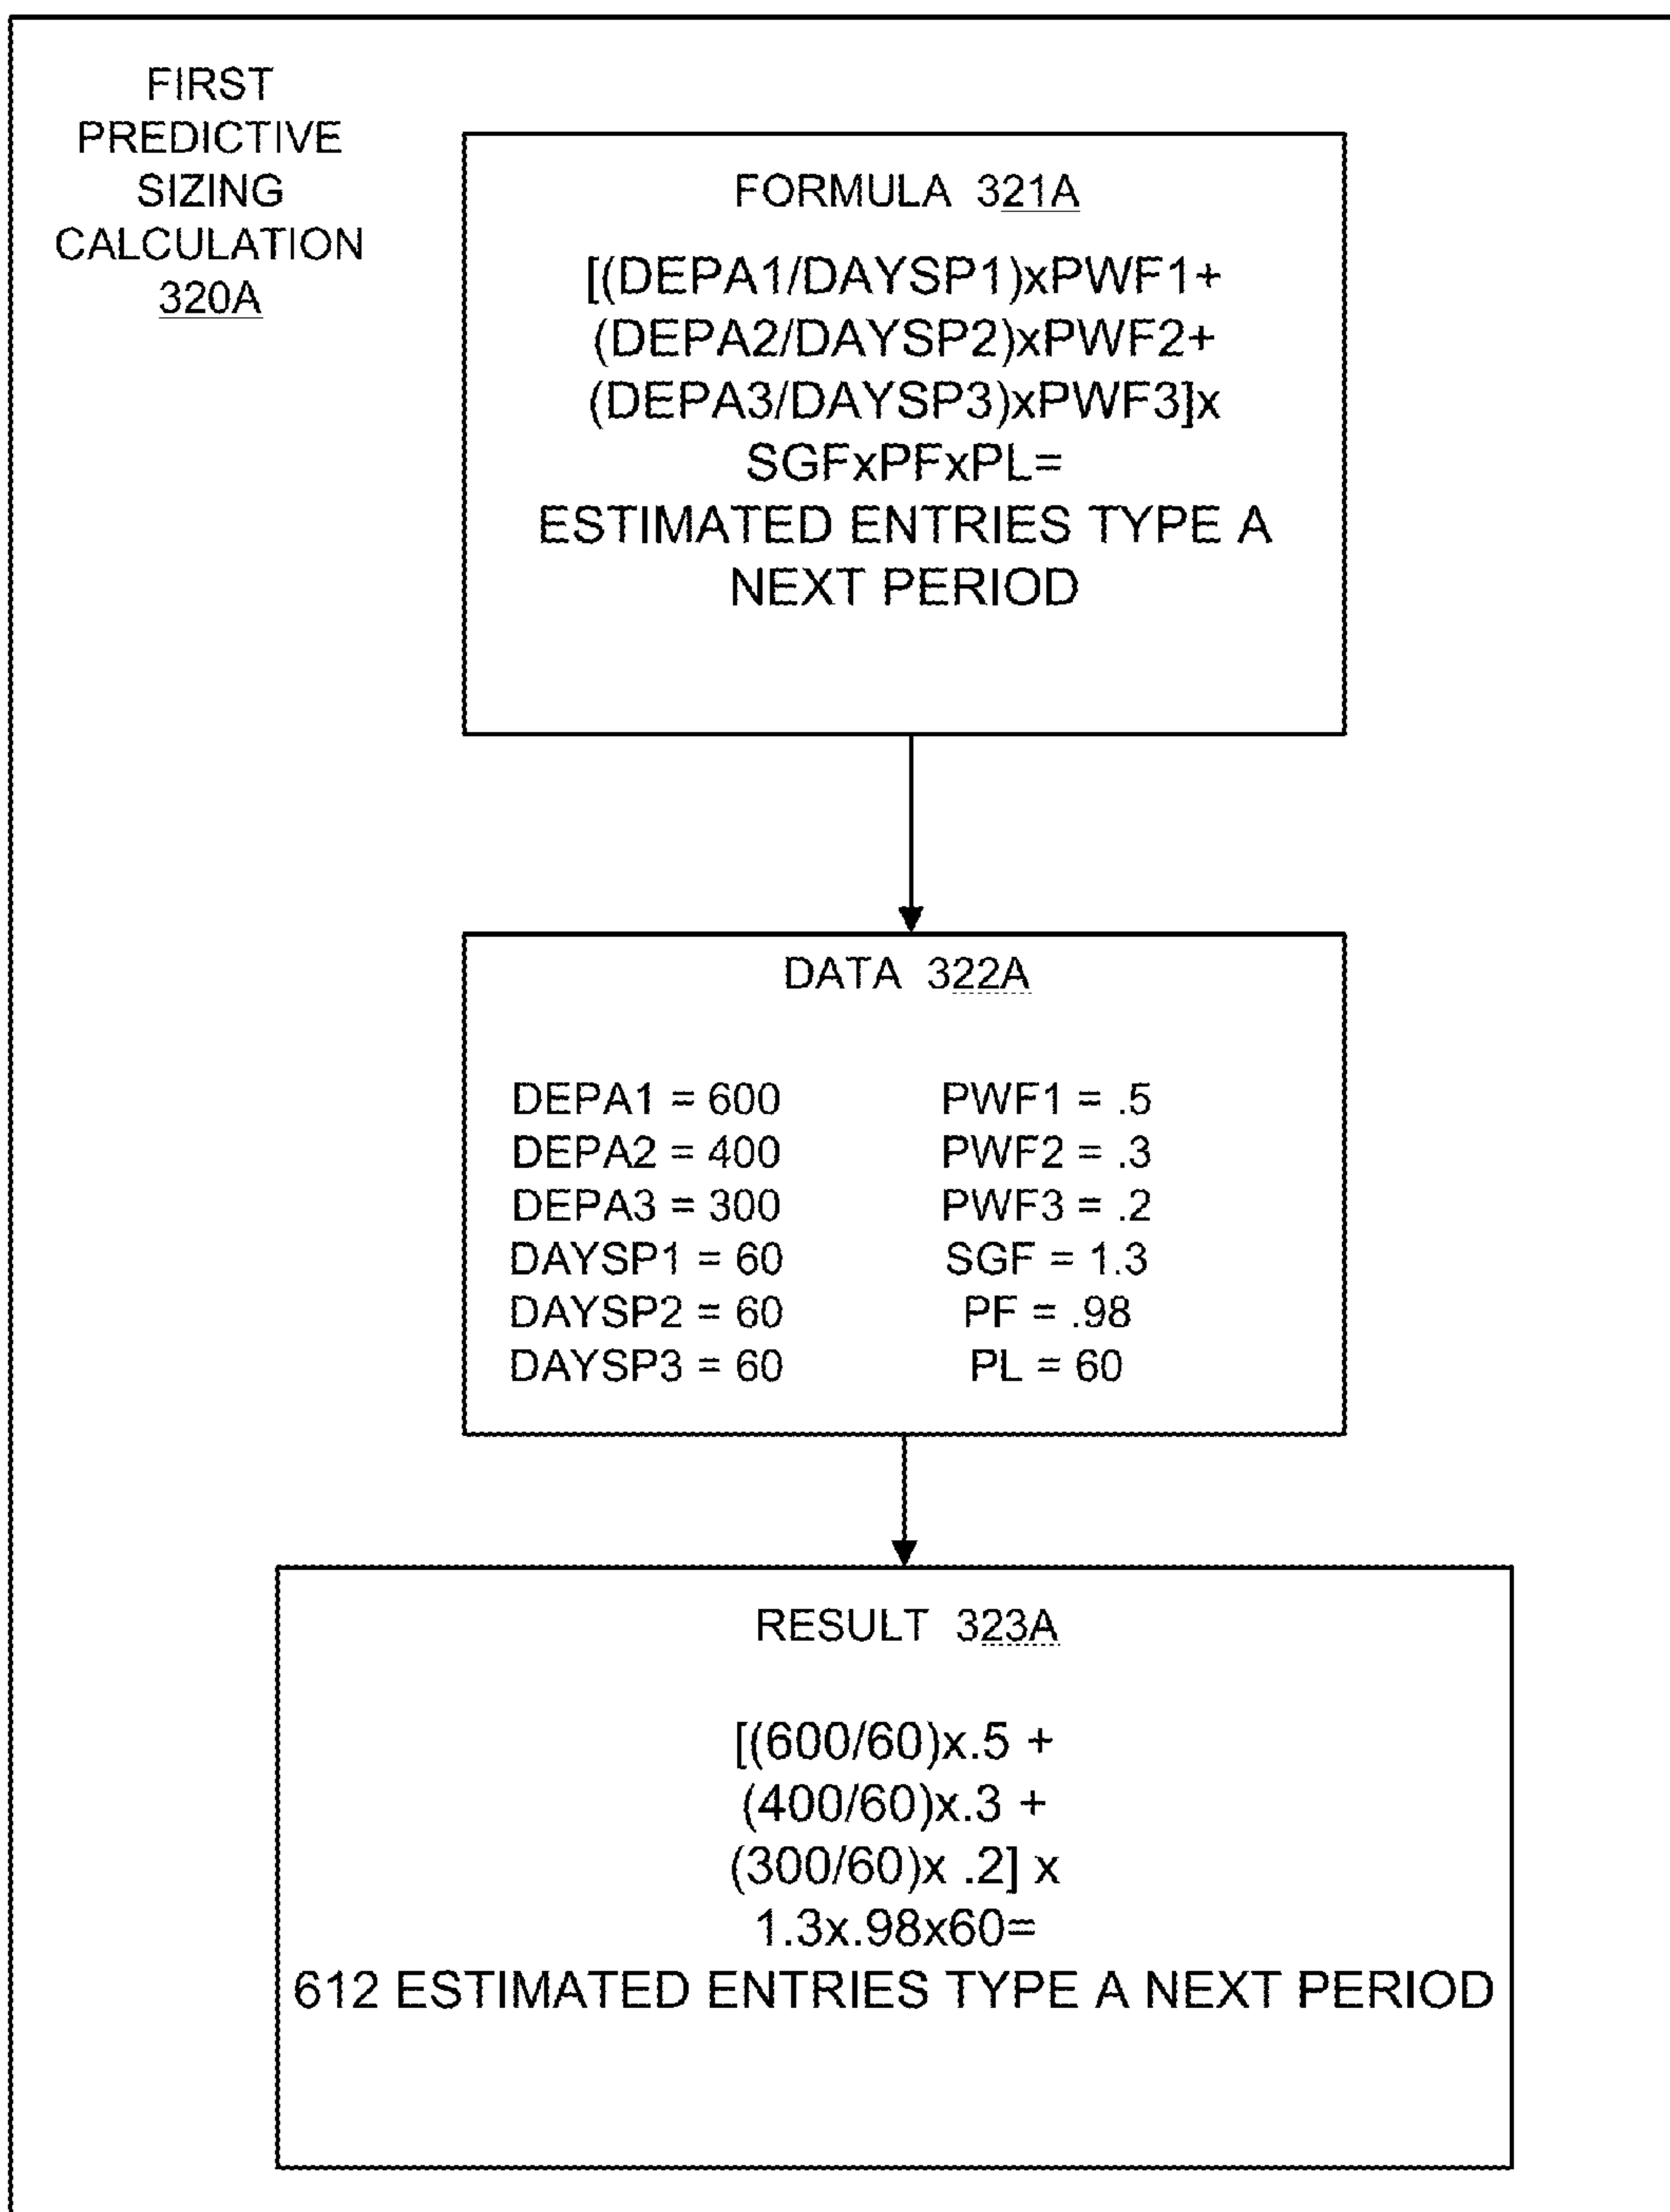 FIRST
PREDICTIVE
SIZING
CALCULATION
320A
FORMULA 321A
[(DEPA1/DAYSP1)xPWF1+
(DEPA2/DAYSP2)xPWF2+
(DEPA3/DAYSP3)xPWF3]x
SGFxPFxPL=
ESTIMATED ENTRIES TYPE A
NEXT PERIOD
DATA 322A
DEPA1 = 600 PWF1 = .5
DEPA2 = 400 PWF2 = .3
DEPA3 = 300 PWF3 = .2
DAYSP1 = 60 SGF = 1.3
DAYSP2 = 60 PF = .98
DAYSP3 = 60 PL = 60
RESULT 323A
[(600/60)x.5 +
(400/60)x.3 +
(300/60)x .2] x
1.3x.98x60=
612 ESTIMATED ENTRIES TYPE A NEXT PERIOD